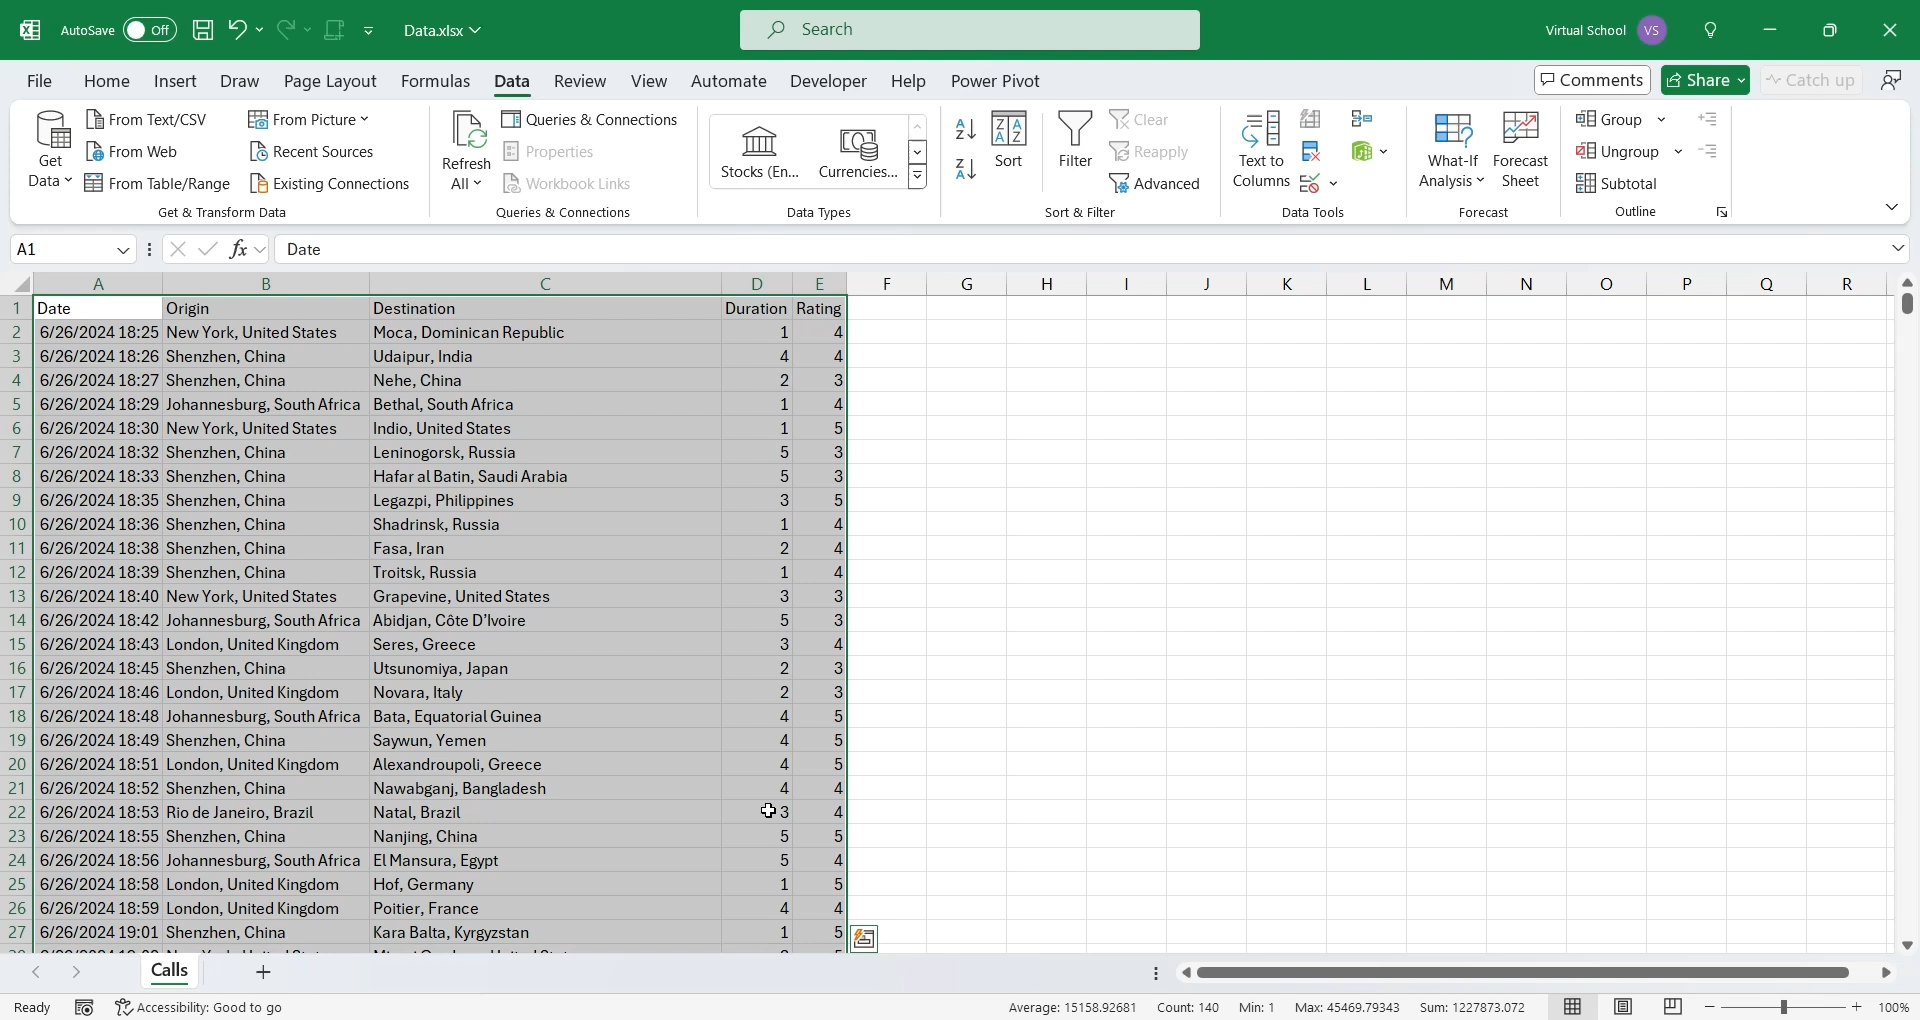 AutoSave Off Data.xlsx Search Virtual School VS
File Home Insert Draw Page Layout Formulas Data Review View Automate Developer Help Power Pivot Comments Share Catch up
Get Data
From Text/CSV
From Web
From Table/Range
From Picture
Recent Sources
Existing Connections
Get & Transform Data
Refresh All
Queries & Connections
Properties
Workbook Links
Queries & Connections
Stocks (En...
Currencies...
Data Types
Sort
Filter
Clear
Reapply
Advanced
Sort & Filter
Text to Columns
Data Tools
What-If Analysis
Forecast Sheet
Forecast
Group
Ungroup
Subtotal
Outline
A1 fx Date
A B C D E F G H I J K L M N O P Q R
1 Date Origin Destination Duration Rating
2 6/26/2024 18:25 New York, United States Moca, Dominican Republic 1 4
3 6/26/2024 18:26 Shenzhen, China Udaipur, India 4 4
4 6/26/2024 18:27 Shenzhen, China Nehe, China 2 3
5 6/26/2024 18:29 Johannesburg, South Africa Bethal, South Africa 1 4
6 6/26/2024 18:30 New York, United States Indio, United States 1 5
7 6/26/2024 18:32 Shenzhen, China Leninogorsk, Russia 5 3
8 6/26/2024 18:33 Shenzhen, China Hafar al Batin, Saudi Arabia 5 3
9 6/26/2024 18:35 Shenzhen, China Legazpi, Philippines 3 5
10 6/26/2024 18:36 Shenzhen, China Shadrinsk, Russia 1 4
11 6/26/2024 18:38 Shenzhen, China Fasa, Iran 2 4
12 6/26/2024 18:39 Shenzhen, China Troitsk, Russia 1 4
13 6/26/2024 18:40 New York, United States Grapevine, United States 3 3
14 6/26/2024 18:42 Johannesburg, South Africa Abidjan, Côte D’Ivoire 5 3
15 6/26/2024 18:43 London, United Kingdom Seres, Greece 3 4
16 6/26/2024 18:45 Shenzhen, China Utsunomiya, Japan 2 3
17 6/26/2024 18:46 London, United Kingdom Novara, Italy 2 3
18 6/26/2024 18:48 Johannesburg, South Africa Bata, Equatorial Guinea 4 5
19 6/26/2024 18:49 Shenzhen, China Saywun, Yemen 4 5
20 6/26/2024 18:51 London, United Kingdom Alexandroupoli, Greece 4 5
21 6/26/2024 18:52 Shenzhen, China Nawabganj, Bangladesh 4 4
22 6/26/2024 18:53 Rio de Janeiro, Brazil Natal, Brazil 3 4
23 6/26/2024 18:55 Shenzhen, China Nanjing, China 5 5
24 6/26/2024 18:56 Johannesburg, South Africa El Mansura, Egypt 5 4
25 6/26/2024 18:58 London, United Kingdom Hof, Germany 1 5
26 6/26/2024 18:59 London, United Kingdom Poitier, France 4 4
27 6/26/2024 19:01 Shenzhen, China Kara Balta, Kyrgyzstan 1 5
Calls
Ready Accessibility: Good to go Average: 15158.92681 Count: 140 Min: 1 Max: 45469.79343 Sum: 1227873.072 100%